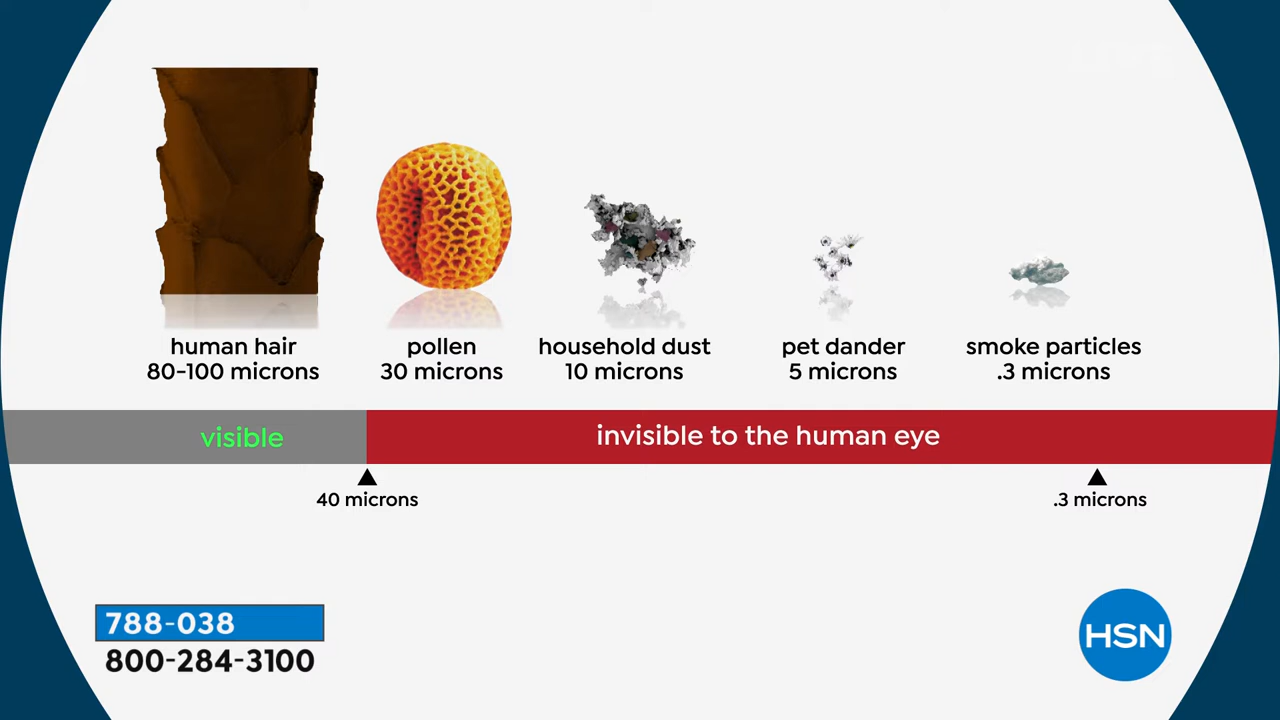 human hair
80-100 microns
pollen
30 microns
household dust
10 microns
pet dander
5 microns
smoke particles
.3 microns
visible
invisible to the human eye
40 microns
.3 microns
788-038
800-284-3100
HSN